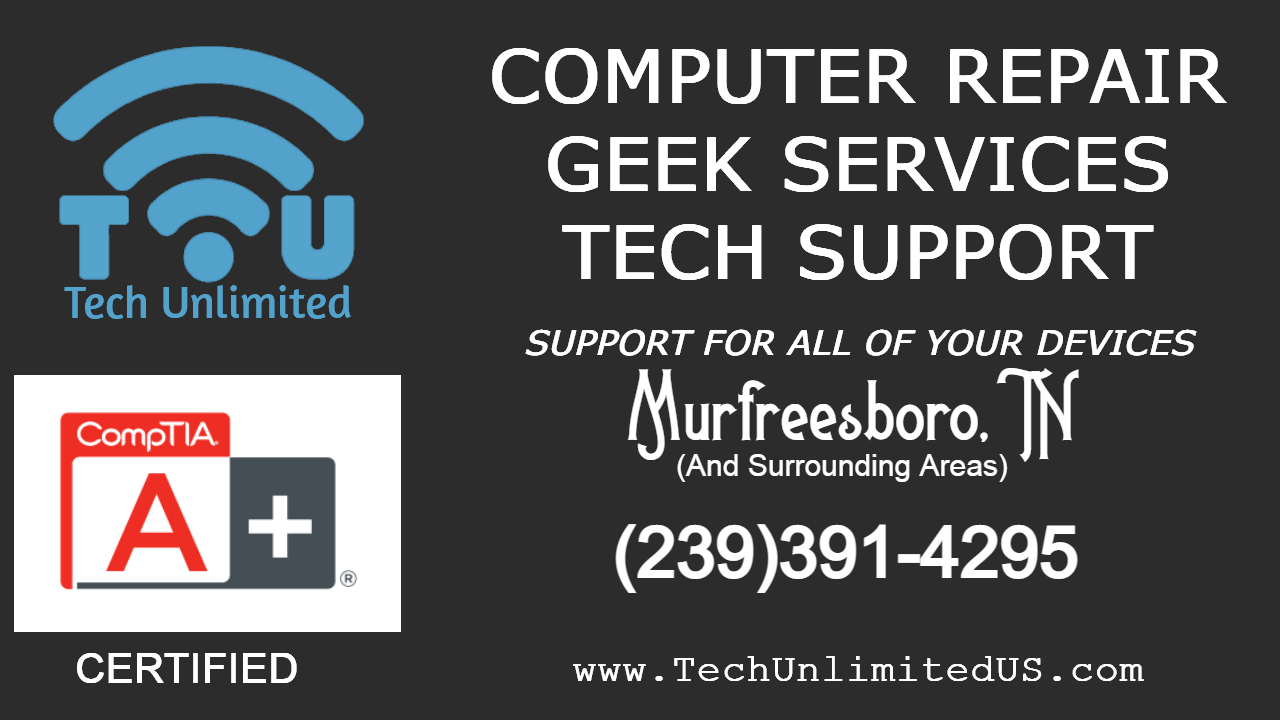 T U
Tech Unlimited
CompTIA.
A+
®
CERTIFIED
COMPUTER REPAIR
GEEK SERVICES
TECH SUPPORT
SUPPORT FOR ALL OF YOUR DEVICES
Murfreesboro, TN
(And Surrounding Areas)
(239)391-4295
www.TechUnlimitedUS.com